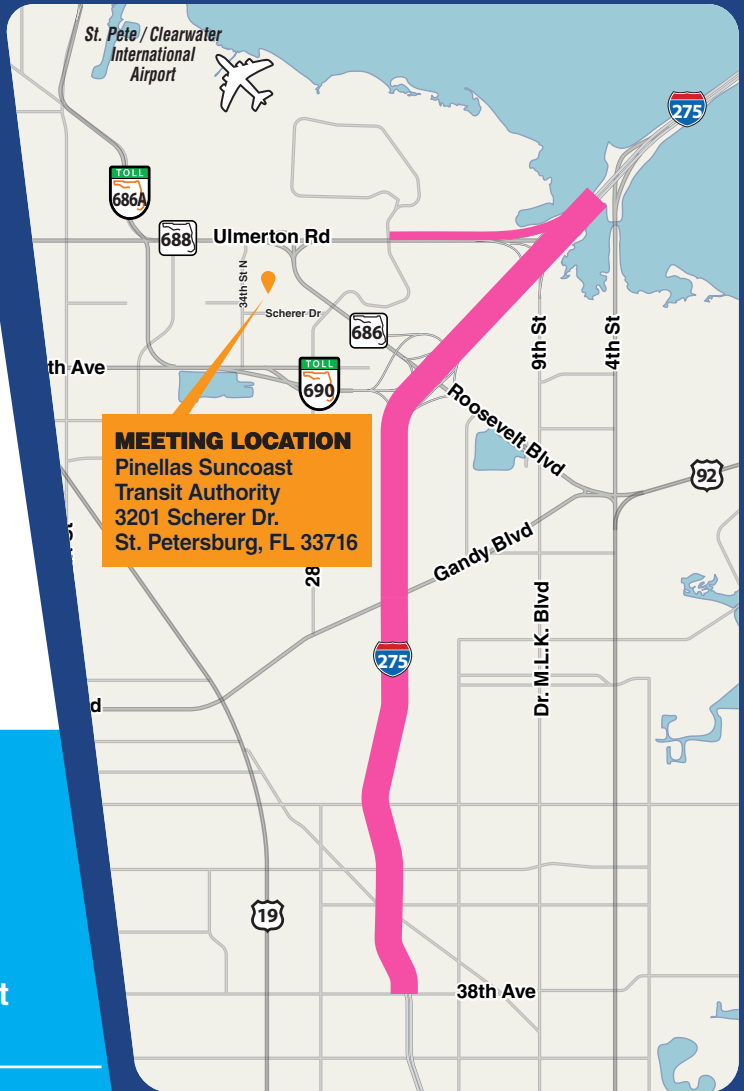 St. Pete / Clearwater
International
Airport
275
TOLL
686A
688
Ulmerton Rd
34th St N
Scherer Dr
686
9th St
4th St
th Ave
TOLL
690
Roosevelt Blvd
MEETING LOCATION
Pinellas Suncoast
Transit Authority
3201 Scherer Dr.
St. Petersburg, FL 33716
92
Gandy Blvd
28
275
Dr. M.L.K. Blvd
d
19
38th Ave
t